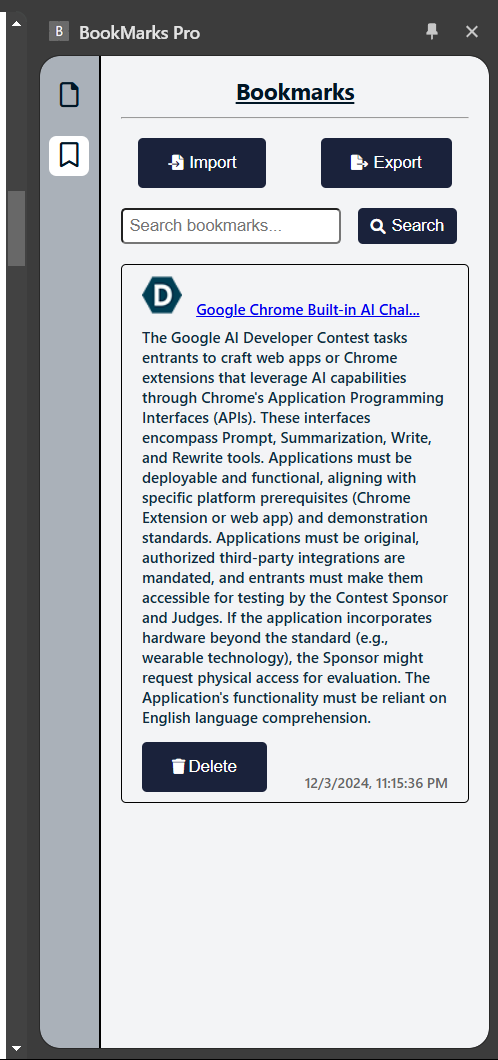 B BookMarks Pro
Bookmarks
Import Export
Search bookmarks... Search
D
Google Chrome Built-in AI Chal...
The Google AI Developer Contest tasks
entrants to craft web apps or Chrome
extensions that leverage AI capabilities
through Chrome's Application Programming
Interfaces (APIs). These interfaces
encompass Prompt, Summarization, Write,
and Rewrite tools. Applications must be
deployable and functional, aligning with
specific platform prerequisites (Chrome
Extension or web app) and demonstration
standards. Applications must be original,
authorized third-party integrations are
mandated, and entrants must make them
accessible for testing by the Contest Sponsor
and Judges. If the application incorporates
hardware beyond the standard (e.g.,
wearable technology), the Sponsor might
request physical access for evaluation. The
Application's functionality must be reliant on
English language comprehension.
Delete
12/3/2024, 11:15:36 PM